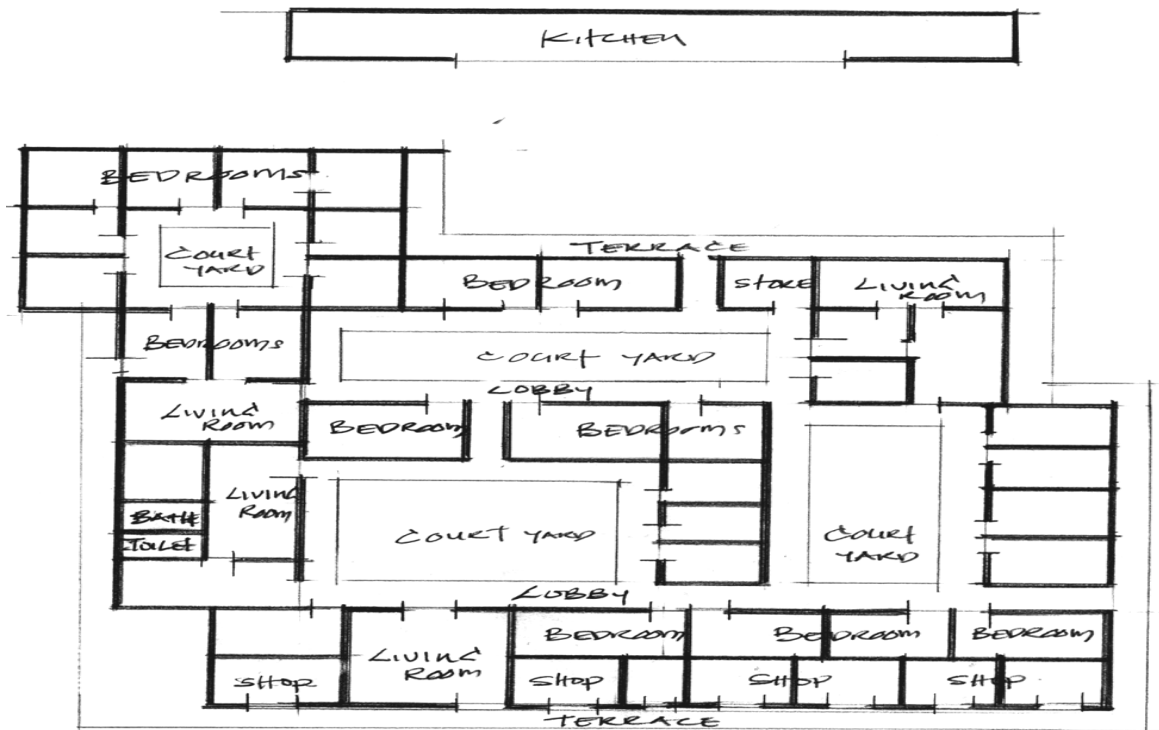 KITCHEN
BEDROOMS
COURT
YARD
TERRACE
BEDROOM
STORE
LIVING
ROOM
BEDROOMS
COURT YARD
LOBBY
LIVING
ROOM
BEDROOM
BEDROOMS
LIVING
ROOM
BATH
TOILET
COURT YARD
COURT
YARD
LOBBY
BEDROOM
BEDROOM
BEDROOM
LIVING
ROOM
SHOP
SHOP
SHOP
SHOP
TERRACE